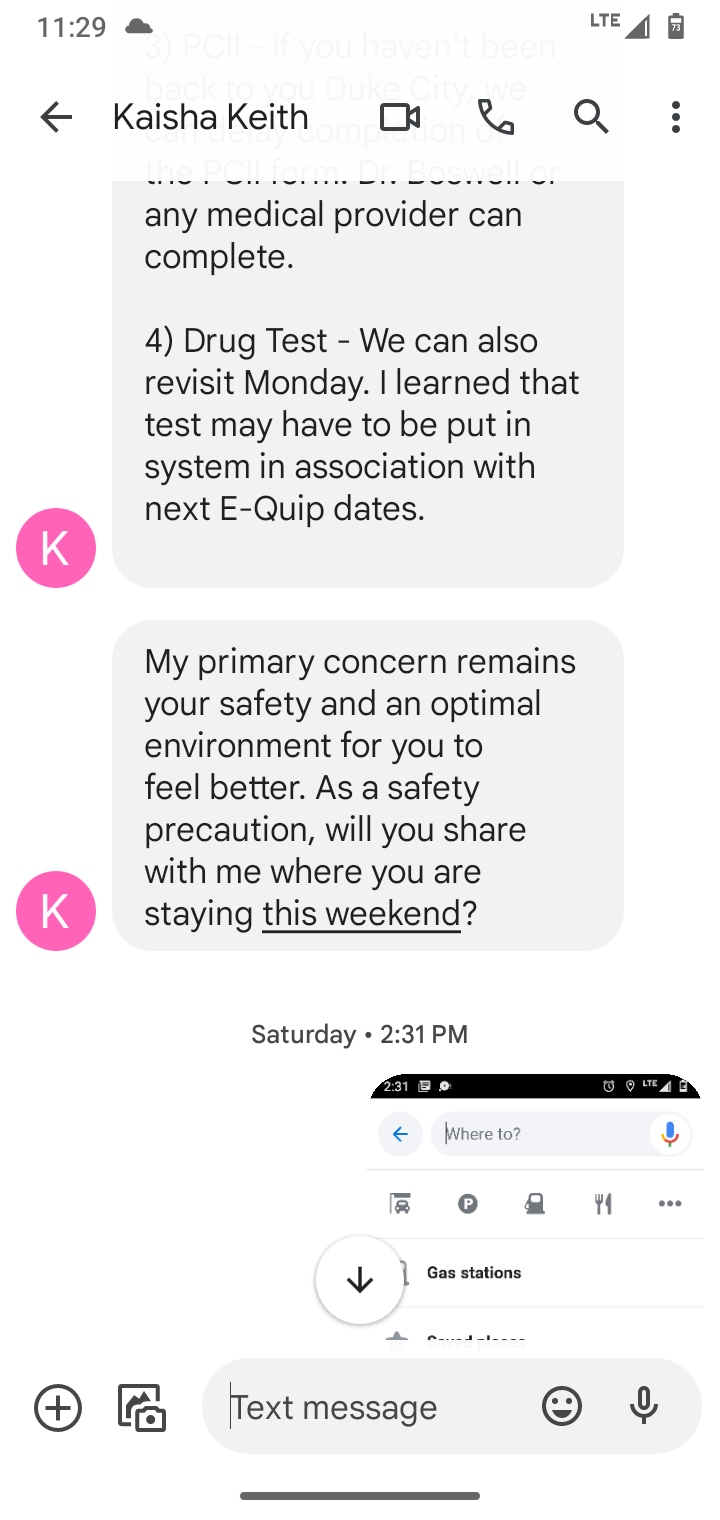 11:29
LTE
73
3) PCII - If you haven't been
back to you Duke City, we
Kaisha Keith
can delay completion of
the PCII form. Dr. Boswell or
any medical provider can
complete.
4) Drug Test - We can also
revisit Monday. I learned that
test may have to be put in
system in association with
next E-Quip dates.
K
My primary concern remains
your safety and an optimal
environment for you to
feel better. As a safety
precaution, will you share
with me where you are
staying this weekend?
K
Saturday • 2:31 PM
2:31
LTE
Where to?
P
Gas stations
Saved places
Text message